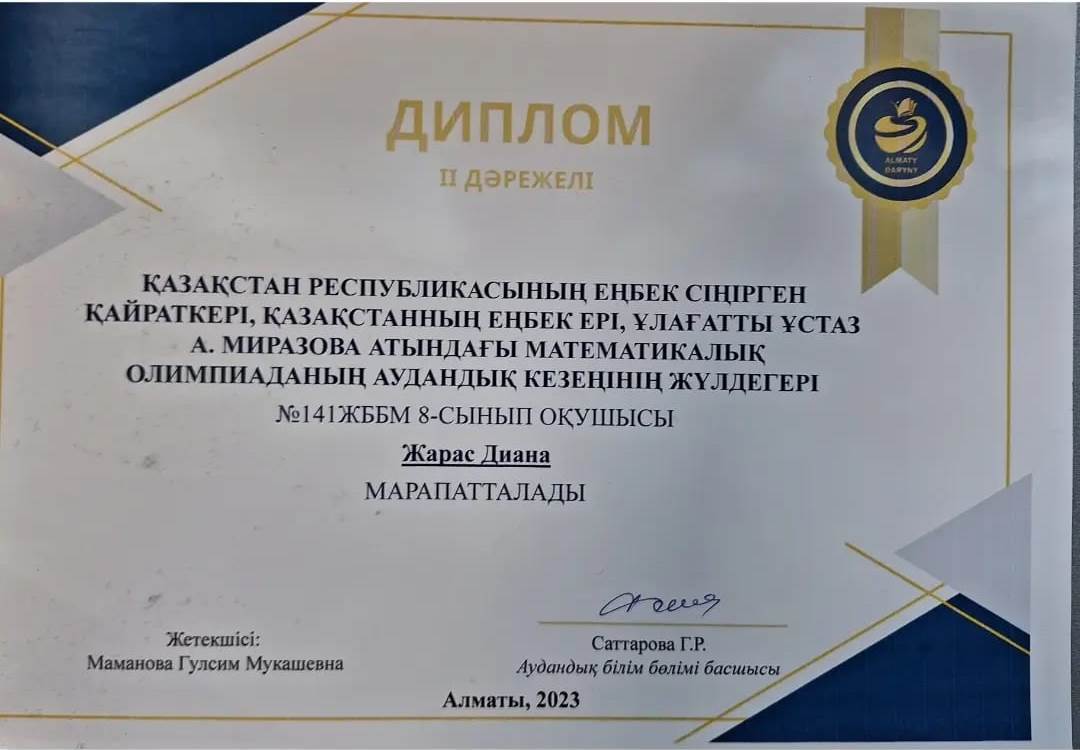 ДИПЛОМ
II ДӘРЕЖЕЛІ
ALMATY
DARYNY
ҚАЗАҚСТАН РЕСПУБЛИКАСЫНЫҢ ЕҢБЕК СІҢІРГЕН
ҚАЙРАТКЕРІ, ҚАЗАҚСТАННЫҢ ЕҢБЕК ЕРІ, ҰЛАҒАТТЫ ҰСТАЗ
А. МИРАЗОВА АТЫНДАҒЫ МАТЕМАТИКАЛЫҚ
ОЛИМПИАДАНЫҢ АУДАНДЫҚ КЕЗЕҢІНІҢ ЖҮЛДЕГЕРІ
№141ЖББМ 8-СЫНЫП ОҚУШЫСЫ
Жарас Диана
МАРАПАТТАЛАДЫ
Жетекшісі:
Маманова Гулсим Мукашевна
Саттарова Г.Р.
Аудандық білім бөлімі басшысы
Алматы, 2023